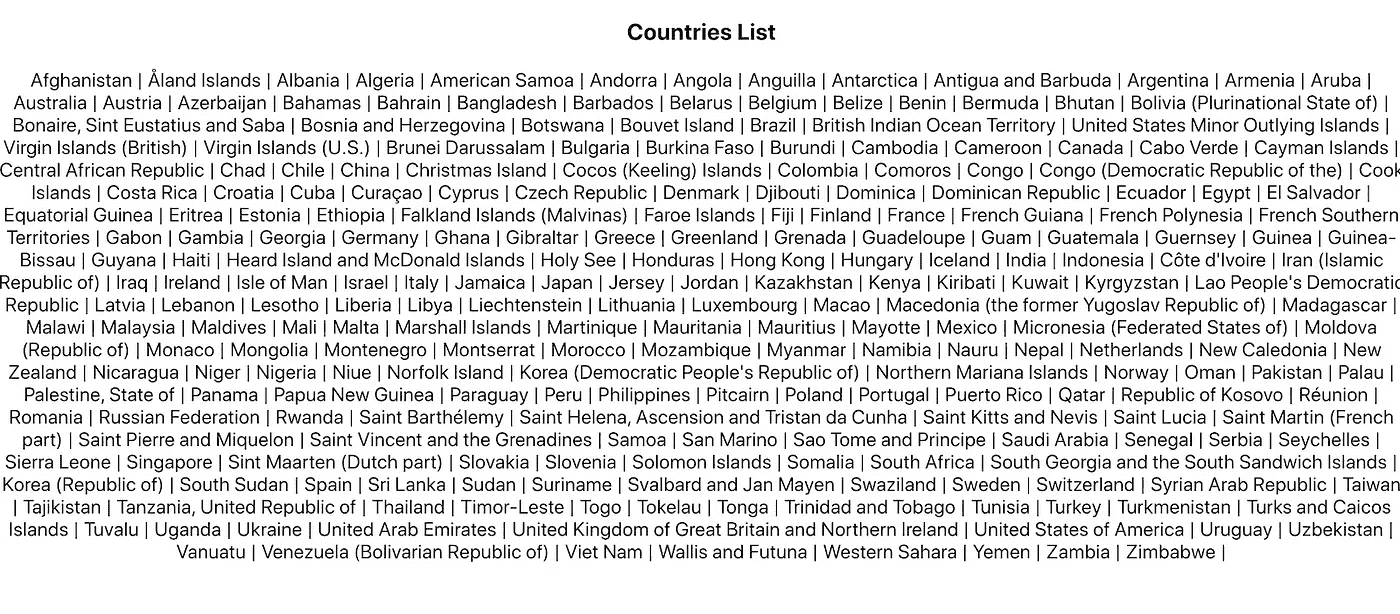 Countries List
Afghanistan | Åland Islands | Albania | Algeria | American Samoa | Andorra | Angola | Anguilla | Antarctica | Antigua and Barbuda | Argentina | Armenia | Aruba |
Australia | Austria | Azerbaijan | Bahamas | Bahrain | Bangladesh | Barbados | Belarus | Belgium | Belize | Benin | Bermuda | Bhutan | Bolivia (Plurinational State of) |
Bonaire, Sint Eustatius and Saba | Bosnia and Herzegovina | Botswana | Bouvet Island | Brazil | British Indian Ocean Territory | United States Minor Outlying Islands |
Virgin Islands (British) | Virgin Islands (U.S.) | Brunei Darussalam | Bulgaria | Burkina Faso | Burundi | Cambodia | Cameroon | Canada | Cabo Verde | Cayman Islands |
Central African Republic | Chad | Chile | China | Christmas Island | Cocos (Keeling) Islands | Colombia | Comoros | Congo | Congo (Democratic Republic of the) | Cook
Islands | Costa Rica | Croatia | Cuba | Curaçao | Cyprus | Czech Republic | Denmark | Djibouti | Dominica | Dominican Republic | Ecuador | Egypt | El Salvador |
Equatorial Guinea | Eritrea | Estonia | Ethiopia | Falkland Islands (Malvinas) | Faroe Islands | Fiji | Finland | France | French Guiana | French Polynesia | French Southern
Territories | Gabon | Gambia | Georgia | Germany | Ghana | Gibraltar | Greece | Greenland | Grenada | Guadeloupe | Guam | Guatemala | Guernsey | Guinea | Guinea-
Bissau | Guyana | Haiti | Heard Island and McDonald Islands | Holy See | Honduras | Hong Kong | Hungary | Iceland | India | Indonesia | Côte d'Ivoire | Iran (Islamic
Republic of) | Iraq | Ireland | Isle of Man | Israel | Italy | Jamaica | Japan | Jersey | Jordan | Kazakhstan | Kenya | Kiribati | Kuwait | Kyrgyzstan | Lao People's Democratic
Republic | Latvia | Lebanon | Lesotho | Liberia | Libya | Liechtenstein | Lithuania | Luxembourg | Macao | Macedonia (the former Yugoslav Republic of) | Madagascar |
Malawi | Malaysia | Maldives | Mali | Malta | Marshall Islands | Martinique | Mauritania | Mauritius | Mayotte | Mexico | Micronesia (Federated States of) | Moldova
(Republic of) | Monaco | Mongolia | Montenegro | Montserrat | Morocco | Mozambique | Myanmar | Namibia | Nauru | Nepal | Netherlands | New Caledonia | New
Zealand | Nicaragua | Niger | Nigeria | Niue | Norfolk Island | Korea (Democratic People's Republic of) | Northern Mariana Islands | Norway | Oman | Pakistan | Palau |
Palestine, State of | Panama | Papua New Guinea | Paraguay | Peru | Philippines | Pitcairn | Poland | Portugal | Puerto Rico | Qatar | Republic of Kosovo | Réunion |
Romania | Russian Federation | Rwanda | Saint Barthélemy | Saint Helena, Ascension and Tristan da Cunha | Saint Kitts and Nevis | Saint Lucia | Saint Martin (French
part) | Saint Pierre and Miquelon | Saint Vincent and the Grenadines | Samoa | San Marino | Sao Tome and Principe | Saudi Arabia | Senegal | Serbia | Seychelles |
Sierra Leone | Singapore | Sint Maarten (Dutch part) | Slovakia | Slovenia | Solomon Islands | Somalia | South Africa | South Georgia and the South Sandwich Islands |
Korea (Republic of) | South Sudan | Spain | Sri Lanka | Sudan | Suriname | Svalbard and Jan Mayen | Swaziland | Sweden | Switzerland | Syrian Arab Republic | Taiwan
| Tajikistan | Tanzania, United Republic of | Thailand | Timor-Leste | Togo | Tokelau | Tonga | Trinidad and Tobago | Tunisia | Turkey | Turkmenistan | Turks and Caicos
Islands | Tuvalu | Uganda | Ukraine | United Arab Emirates | United Kingdom of Great Britain and Northern Ireland | United States of America | Uruguay | Uzbekistan |
Vanuatu | Venezuela (Bolivarian Republic of) | Viet Nam | Wallis and Futuna | Western Sahara | Yemen | Zambia | Zimbabwe |